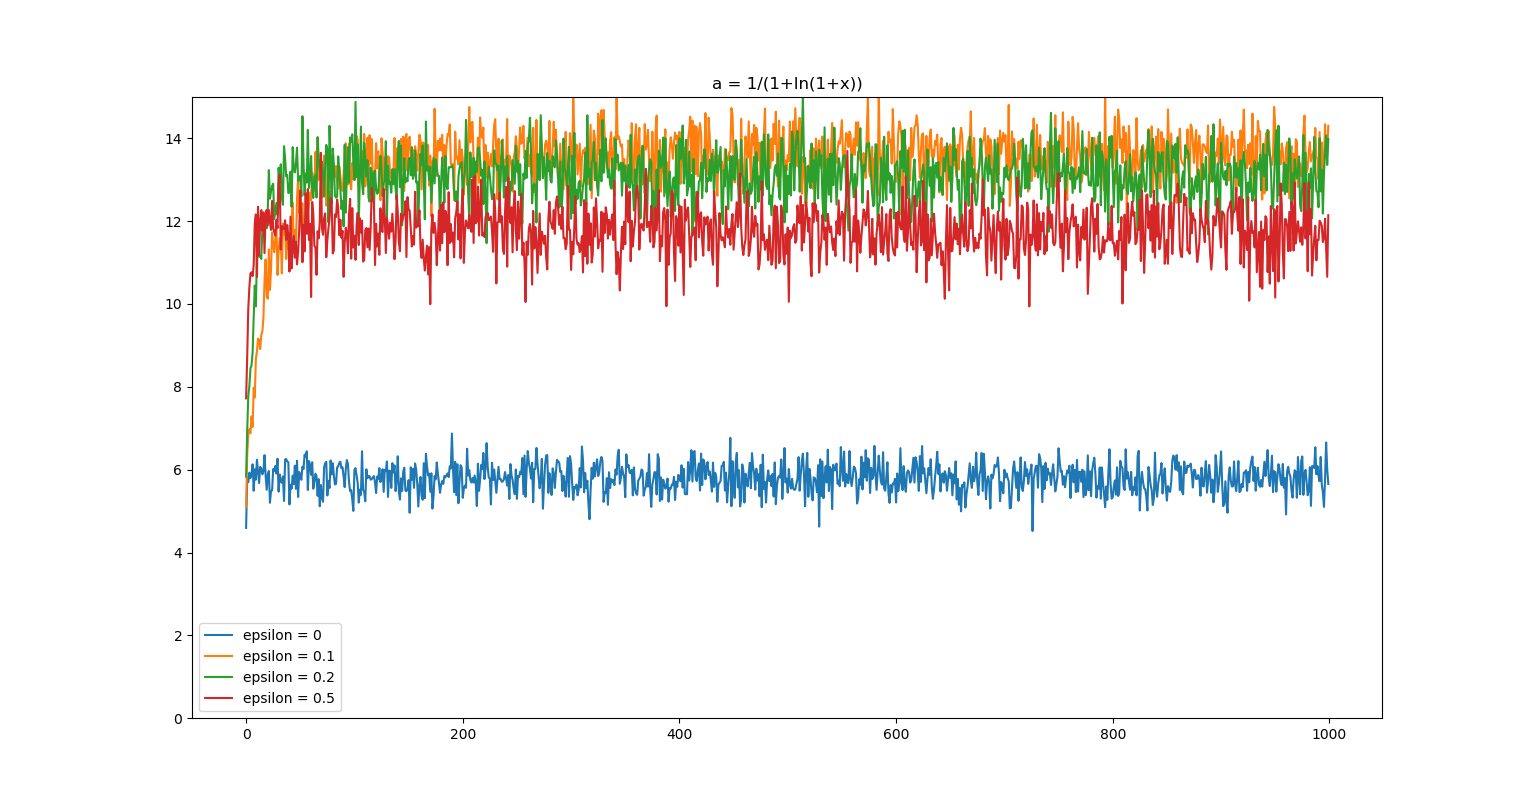 a = 1/(1+ln(1+x))
14
12
10
8
6
4
2
0
epsilon = 0
epsilon = 0.1
epsilon = 0.2
epsilon = 0.5
0 200 400 600 800 1000